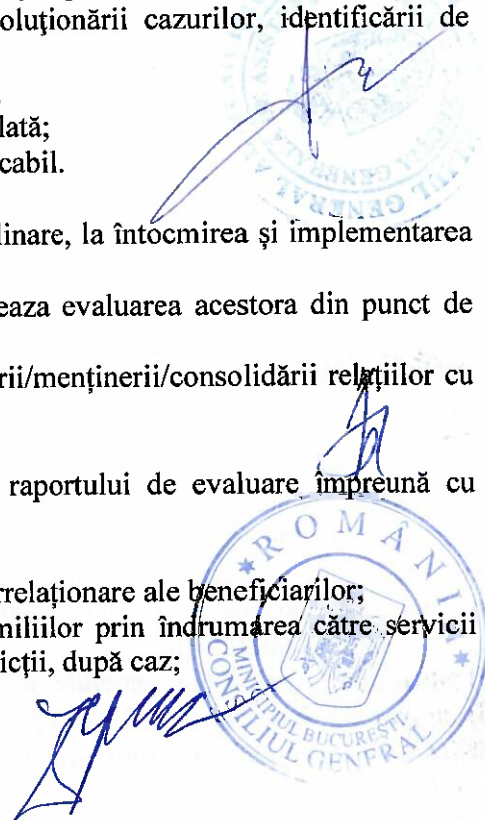 oluţionării cazurilor, identificării de
lată;
cabil.
linare, la întocmirea și implementarea
eaza evaluarea acestora din punct de
rii/menținerii/consolidării relațiilor cu
raportului de evaluare împreună cu
rrelaționare ale beneficiarilor;
miliilor prin îndrumarea către servicii
icții, după caz;
ROMÂNIA
MUNICIPIUL BUCUREȘTI
CONSILIUL GENERAL